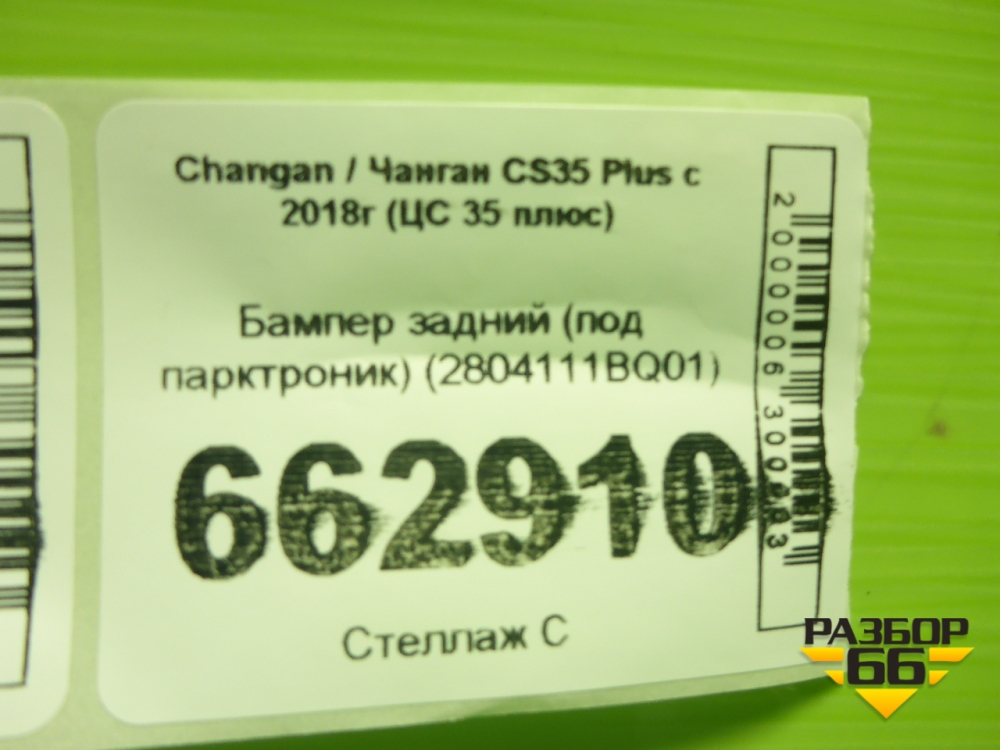 Changan / Чанган CS35 Plus с
2018г (ЦС 35 плюс)
Бампер задний (под
парктроник) (2804111BQ01)
662910
Стеллаж С
РАЗБОР
66